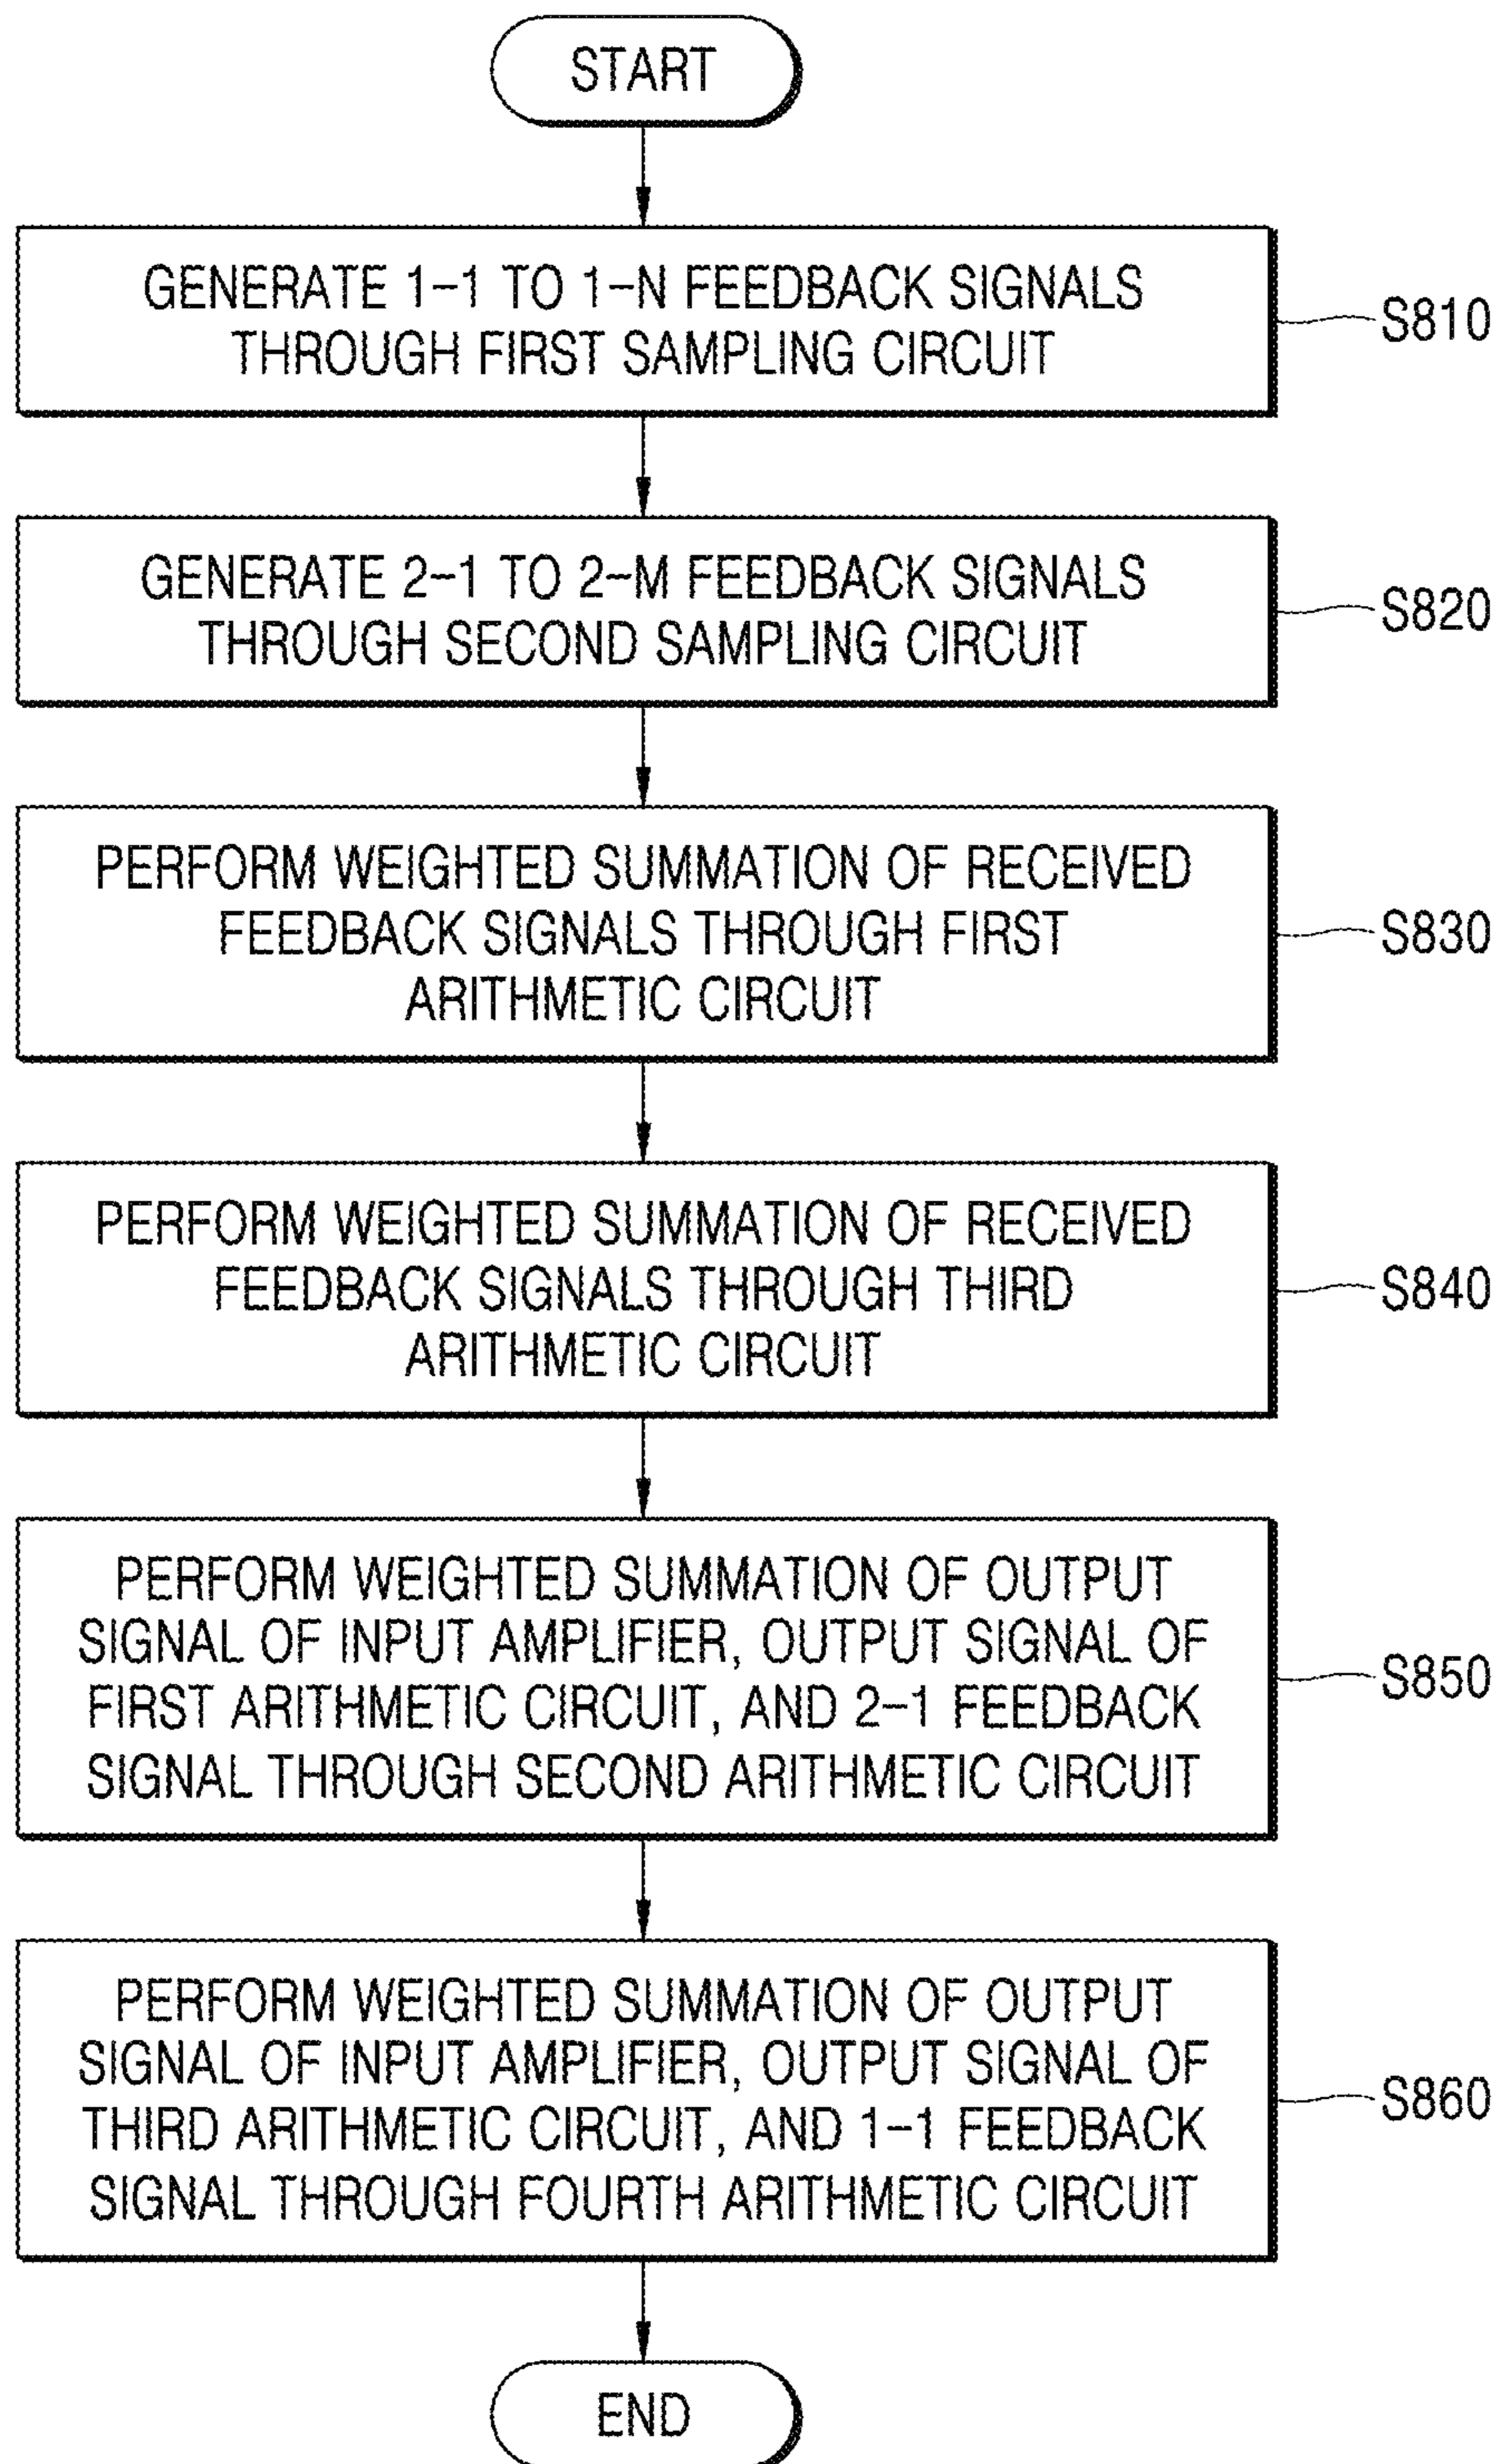 START
GENERATE 1-1 TO 1-N FEEDBACK SIGNALS
THROUGH FIRST SAMPLING CIRCUIT
S810
GENERATE 2-1 TO 2-M FEEDBACK SIGNALS
THROUGH SECOND SAMPLING CIRCUIT
S820
PERFORM WEIGHTED SUMMATION OF RECEIVED
FEEDBACK SIGNALS THROUGH FIRST
ARITHMETIC CIRCUIT
S830
PERFORM WEIGHTED SUMMATION OF RECEIVED
FEEDBACK SIGNALS THROUGH THIRD
ARITHMETIC CIRCUIT
S840
PERFORM WEIGHTED SUMMATION OF OUTPUT
SIGNAL OF INPUT AMPLIFIER, OUTPUT SIGNAL OF
FIRST ARITHMETIC CIRCUIT, AND 2-1 FEEDBACK
SIGNAL THROUGH SECOND ARITHMETIC CIRCUIT
S850
PERFORM WEIGHTED SUMMATION OF OUTPUT
SIGNAL OF INPUT AMPLIFIER, OUTPUT SIGNAL OF
THIRD ARITHMETIC CIRCUIT, AND 1-1 FEEDBACK
SIGNAL THROUGH FOURTH ARITHMETIC CIRCUIT
S860
END